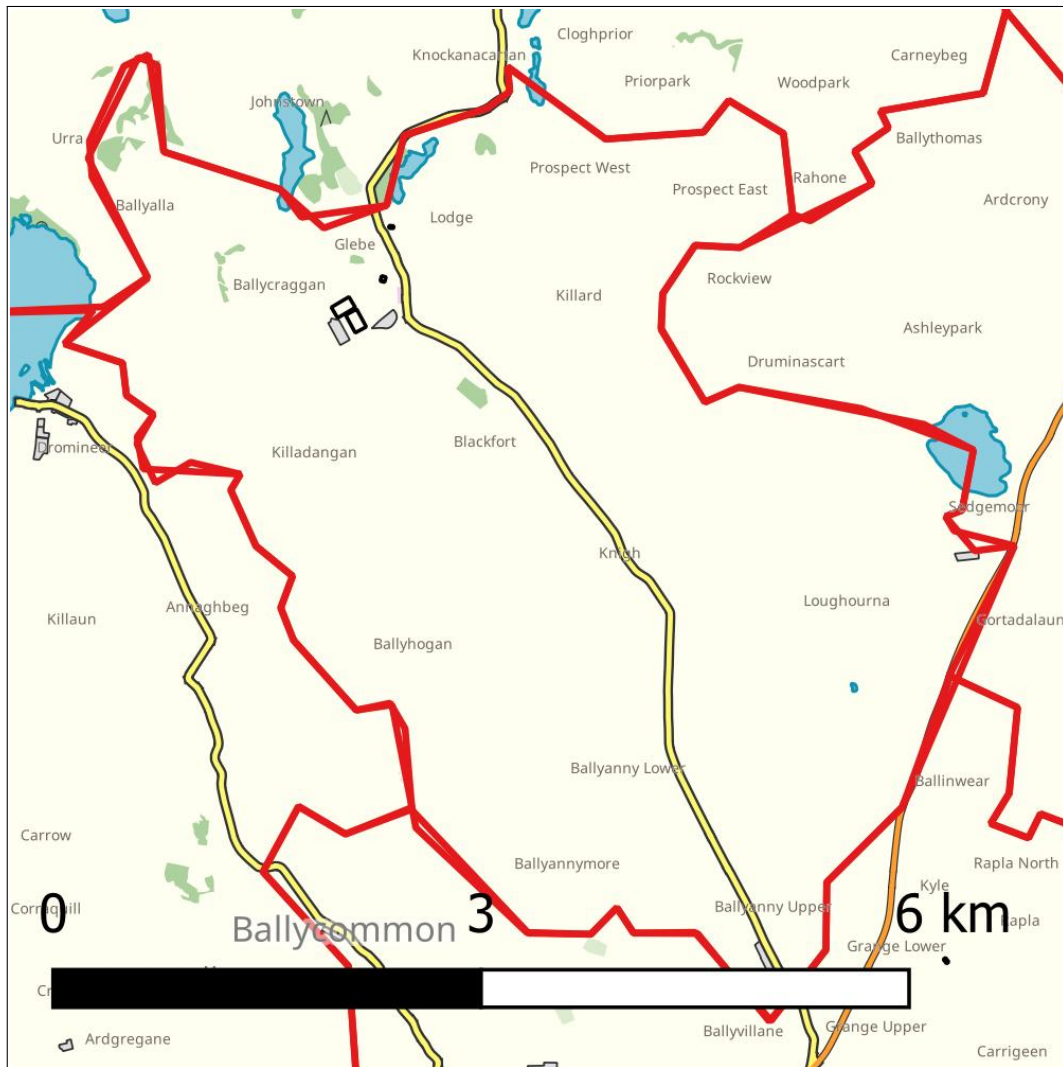 Cloghprior
Knockanacarran
Carneybeg
Priorpark
Woodpark
Johnstown
Urra
Ballythomas
Prospect West
Rahone
Prospect East
Ardcrony
Ballyalla
Lodge
Glebe
Rockview
Ballycraggan
Killard
Ashleypark
Druminascart
Blackfort
Dromineer
Killadangan
Sedgemoor
Knigh
Loughourna
Annaghbeg
Killaun
Gortadalaun
Ballyhogan
Ballyanny Lower
Ballinwear
Carrow
Ballyannymore
Rapla North
Kyle
Ballyanny Upper
Rapla
0 3 6 km
Ballycommon
Grange Lower
Grange Upper
Ballyvillane
Ardgregane
Carrigeen